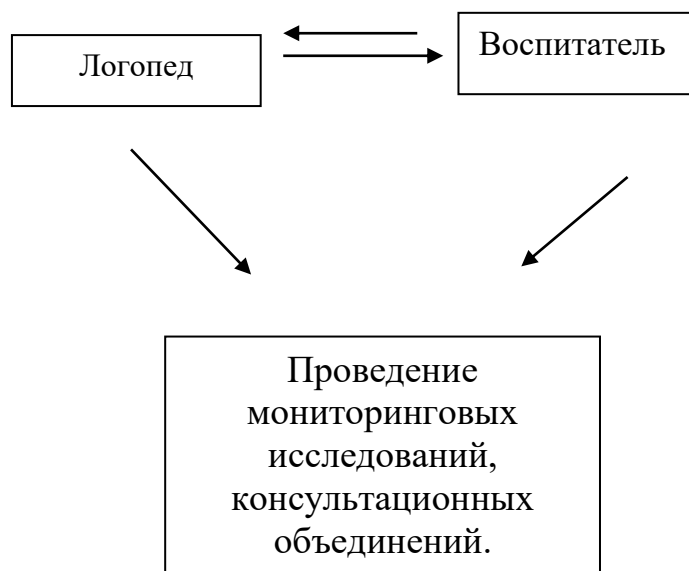 Логопед
Воспитатель
Проведение
мониторинговых
исследований,
консультационных
объединений.